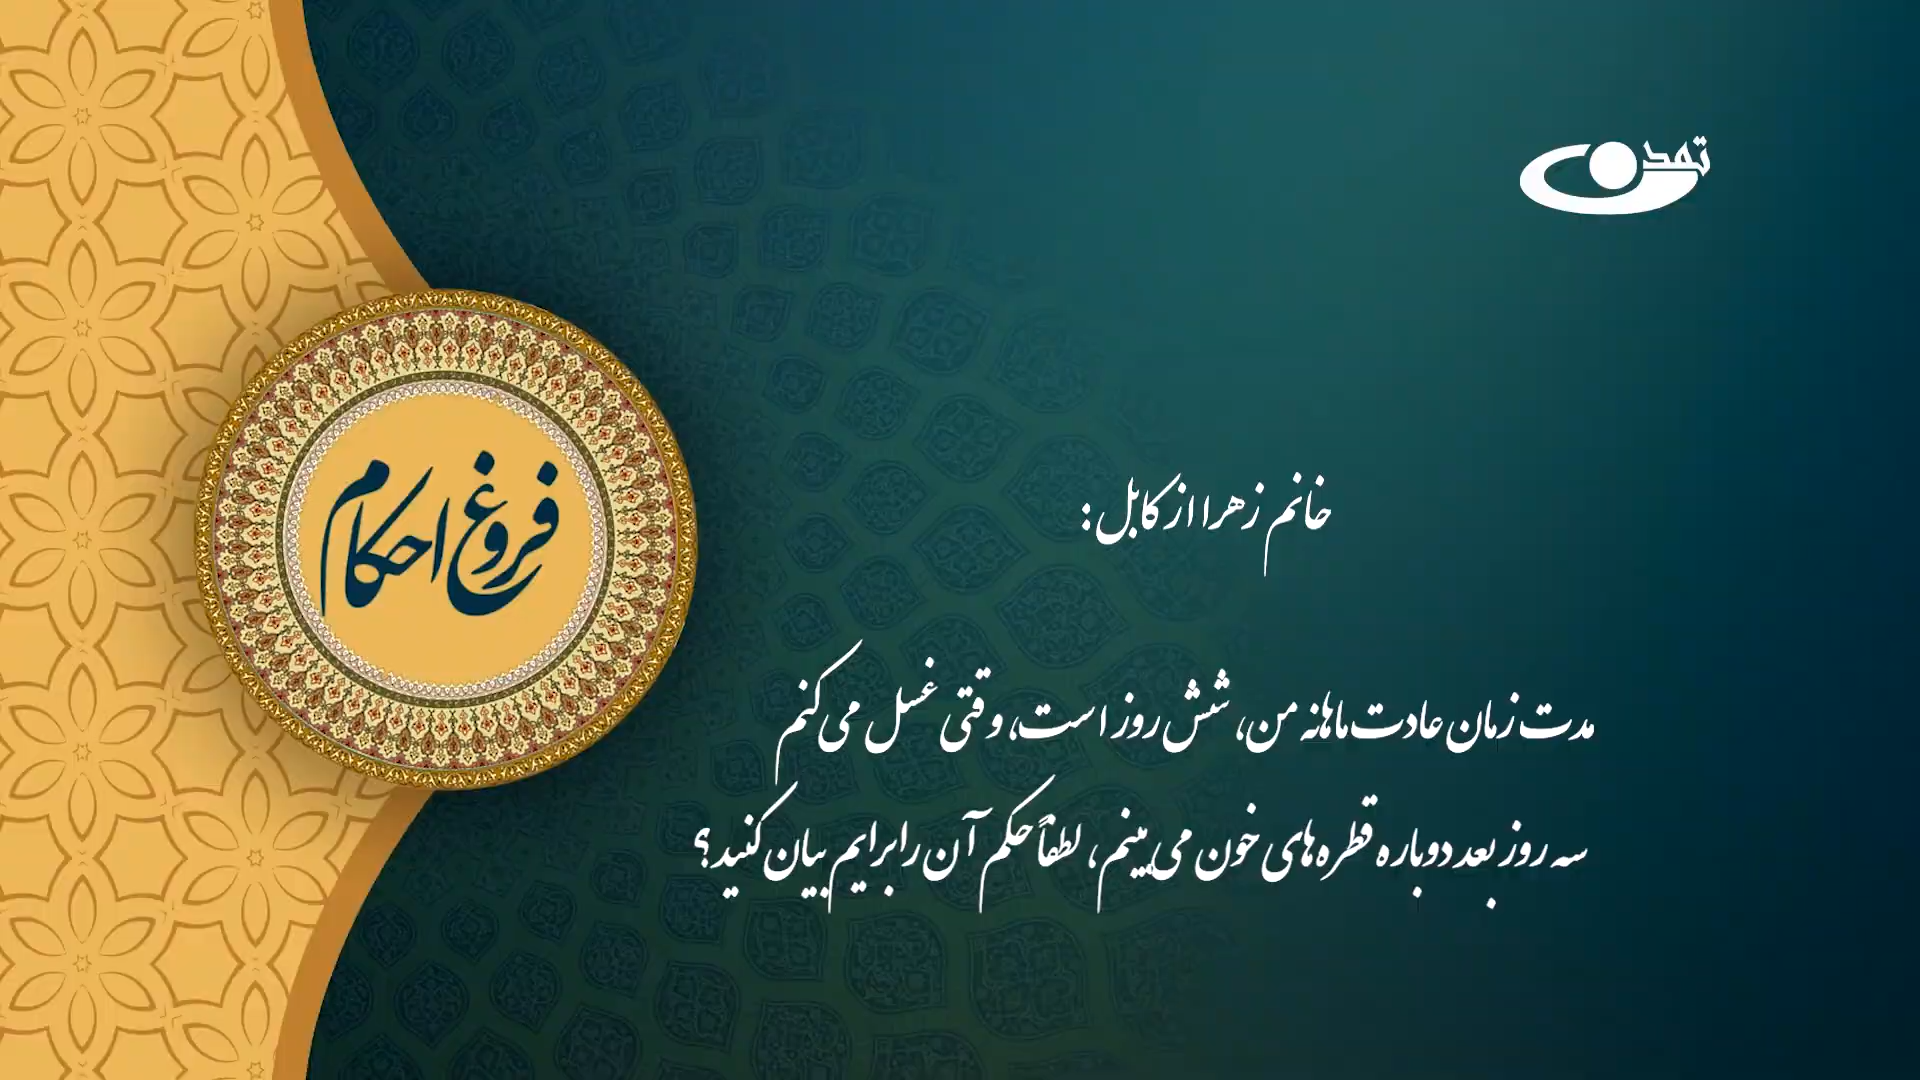 تمدن
فروغ احکام
خانم زهرا از کابل:
مدت زمان عادت ماهانه من، شش روز است، وقتی غسل می‌کنم
سه روز بعد دوباره قطره‌های خون می‌بینم، لطفاً حکم آن را برایم بیان کنید؟